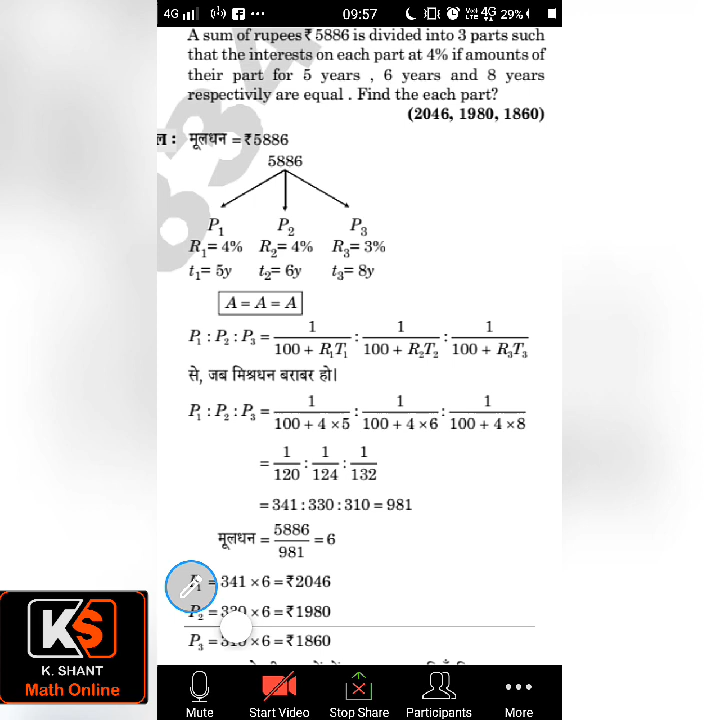 4G 09:57 4G 29%
A sum of rupees ₹ 5886 is divided into 3 parts such
that the interests on each part at 4% if amounts of
their part for 5 years , 6 years and 8 years
respectivily are equal . Find the each part?
(2046, 1980, 1860)
मूलधन = ₹5886
5886
P₁ P₂ P₃
R₁= 4% R₂= 4% R₃= 3%
t₁= 5y t₂= 6y t₃= 8y
A = A = A
P₁ : P₂ : P₃ = 1/(100 + R₁T₁) : 1/(100 + R₂T₂) : 1/(100 + R₃T₃)
से, जब मिश्रधन बराबर हो।
P₁ : P₂ : P₃ = 1/(100 + 4 ×5) : 1/(100 + 4 ×6) : 1/(100 + 4 ×8)
= 1/120 : 1/124 : 1/132
= 341 : 330 : 310 = 981
मूलधन = 5886/981 = 6
= 341 ×6 = ₹2046
P₂ = 330 ×6 = ₹1980
P₃ = 310 ×6 = ₹1860
KS
K. SHANT
Math Online
Mute Start Video Stop Share Participants More